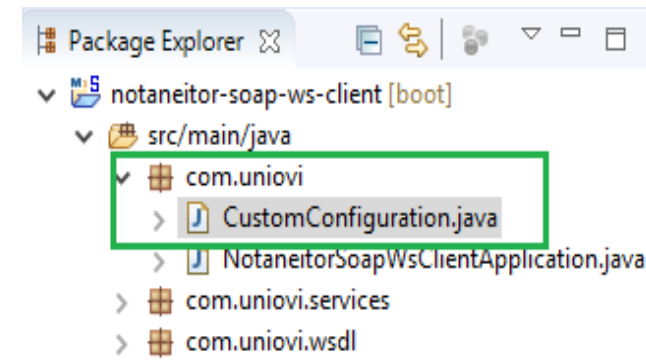 Package Explorer
notaneitor-soap-ws-client [boot]
src/main/java
com.uniovi
CustomConfiguration.java
NotaneitorSoapWsClientApplication.java
com.uniovi.services
com.uniovi.wsdl